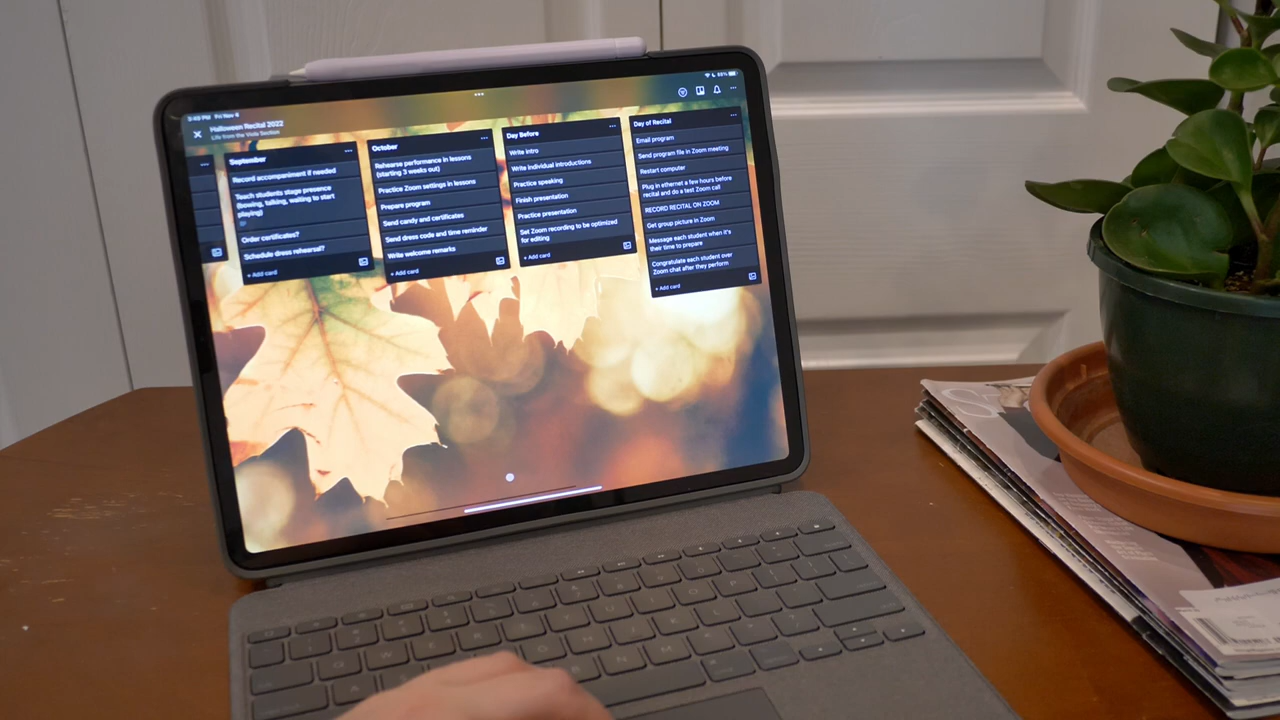 3:49 PM Fri Nov 4
Halloween Recital 2022
Life from the Viola Section
September
Record accompaniment if needed
Teach students stage presence
(bowing, talking, waiting to start
playing)
Order certificates?
Schedule dress rehearsal?
+ Add card
October
Rehearse performance in lessons
(starting 3 weeks out)
Practice Zoom settings in lessons
Prepare program
Send candy and certificates
Send dress code and time reminder
Write welcome remarks
+ Add card
Day Before
Write intro
Write individual introductions
Practice speaking
Finish presentation
Practice presentation
Set Zoom recording to be optimized
for editing
+ Add card
Day of Recital
Email program
Send program file in Zoom meeting
Restart computer
Plug in ethernet a few hours before
recital and do a test Zoom call
RECORD RECITAL ON ZOOM
Get group picture in Zoom
Message each student when it's
their time to prepare
Congratulate each student over
Zoom chat after they perform
+ Add card